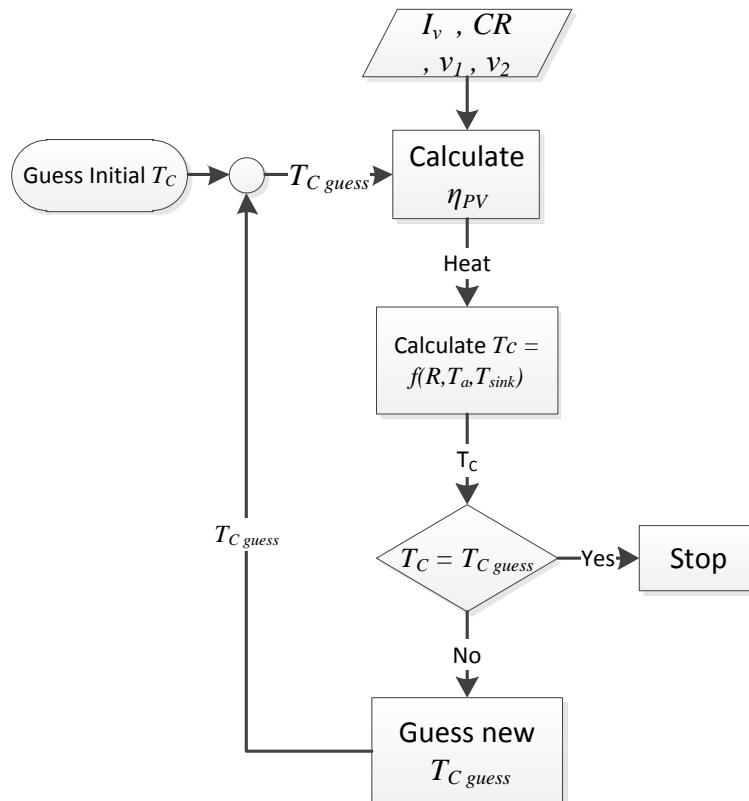 I_v , CR
, v_1 , v_2
Guess Initial T_C
T_C guess
Calculate
η_PV
Heat
Calculate Tc =
f(R,T_a,T_sink)
T_C
T_C guess
T_C = T_C guess
Yes
Stop
No
Guess new
T_C guess